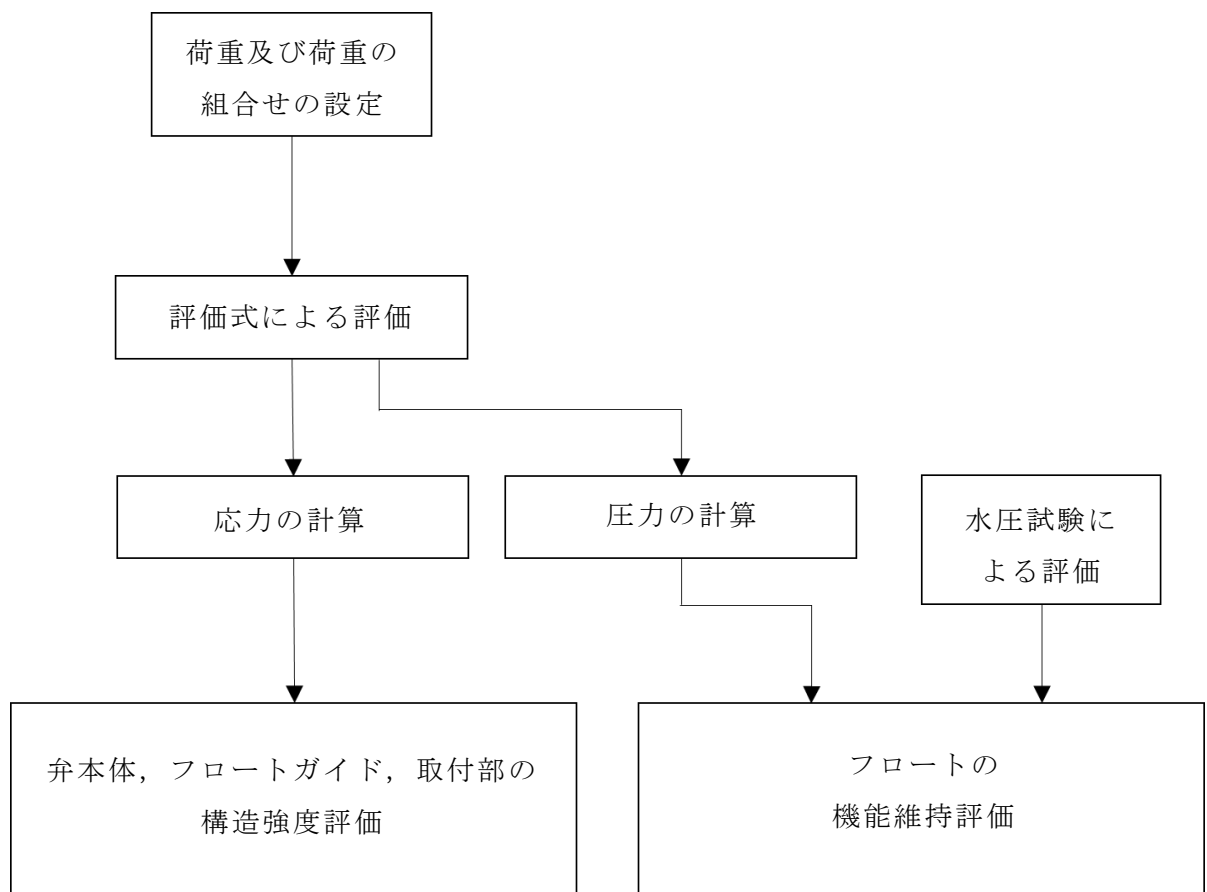 荷重及び荷重の
組合せの設定
評価式による評価
応力の計算
圧力の計算
水圧試験に
よる評価
弁本体，フロートガイド，取付部の
構造強度評価
フロートの
機能維持評価